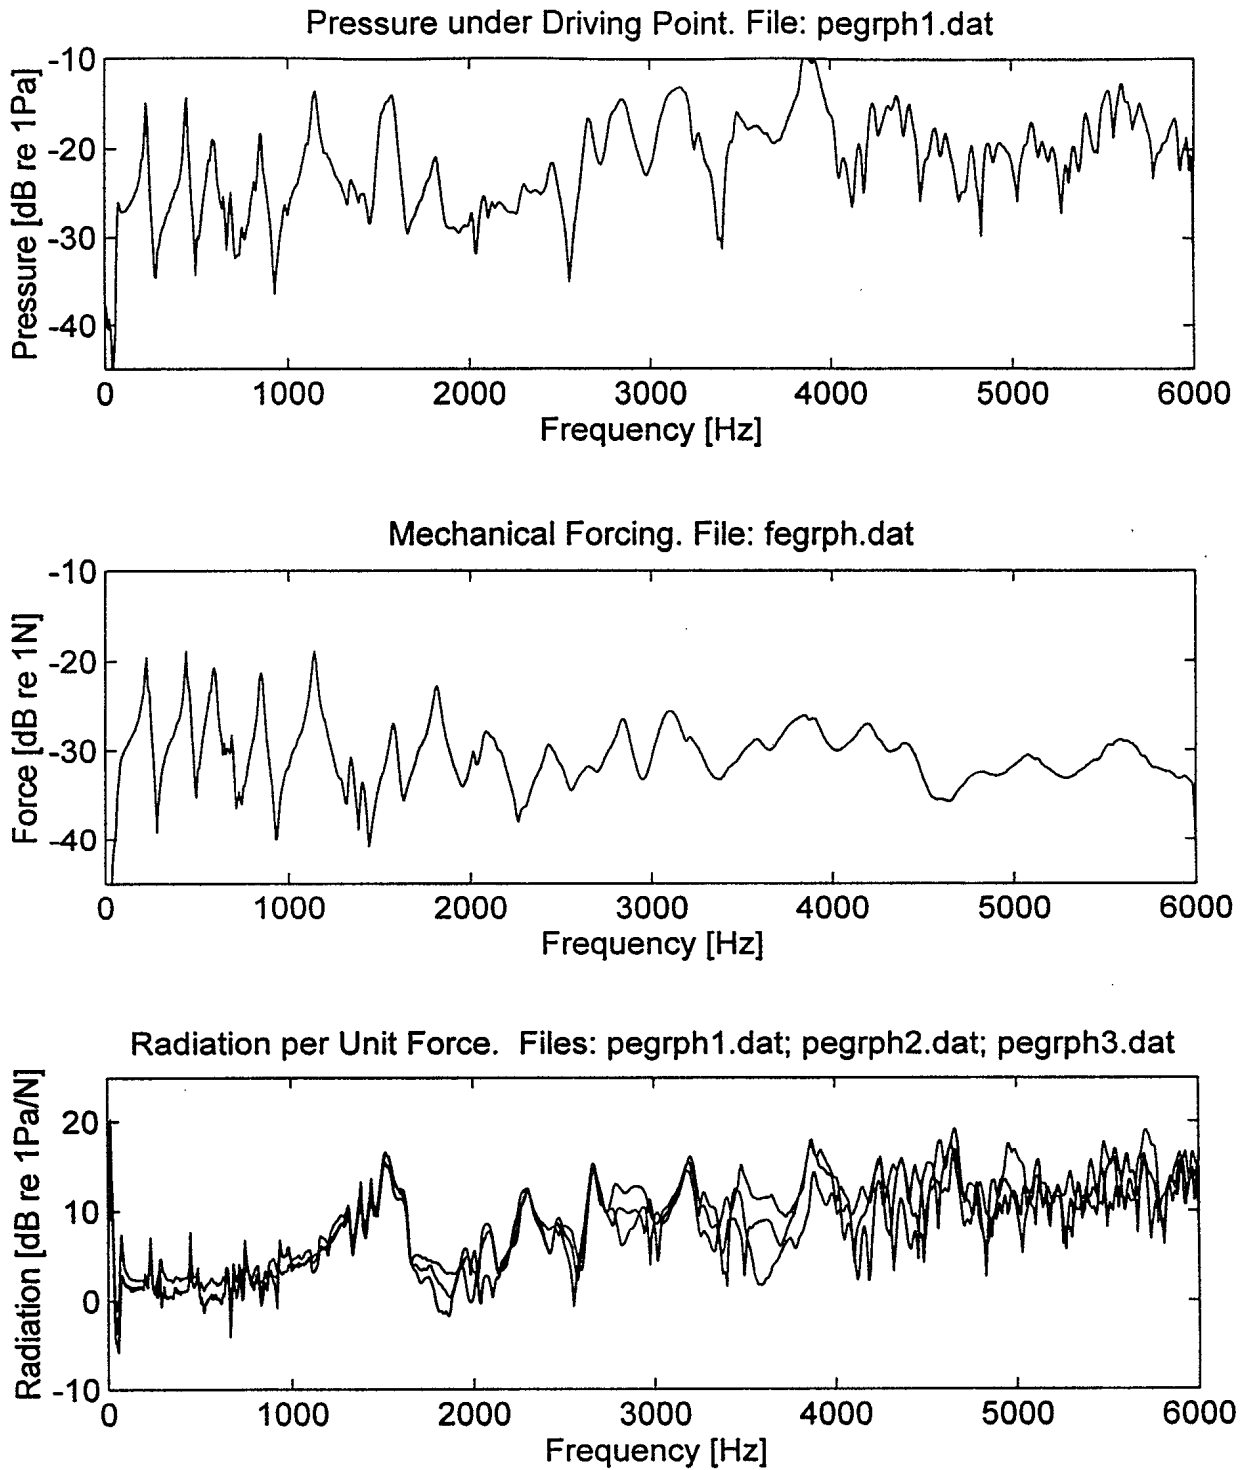 Pressure under Driving Point. File: pegrph1.dat
Pressure [dB re 1Pa]
-10
-20
-30
-40
0 1000 2000 3000 4000 5000 6000
Frequency [Hz]
Mechanical Forcing. File: fegrph.dat
Force [dB re 1N]
-10
-20
-30
-40
0 1000 2000 3000 4000 5000 6000
Frequency [Hz]
Radiation per Unit Force. Files: pegrph1.dat; pegrph2.dat; pegrph3.dat
Radiation [dB re 1Pa/N]
20
10
0
-10
0 1000 2000 3000 4000 5000 6000
Frequency [Hz]